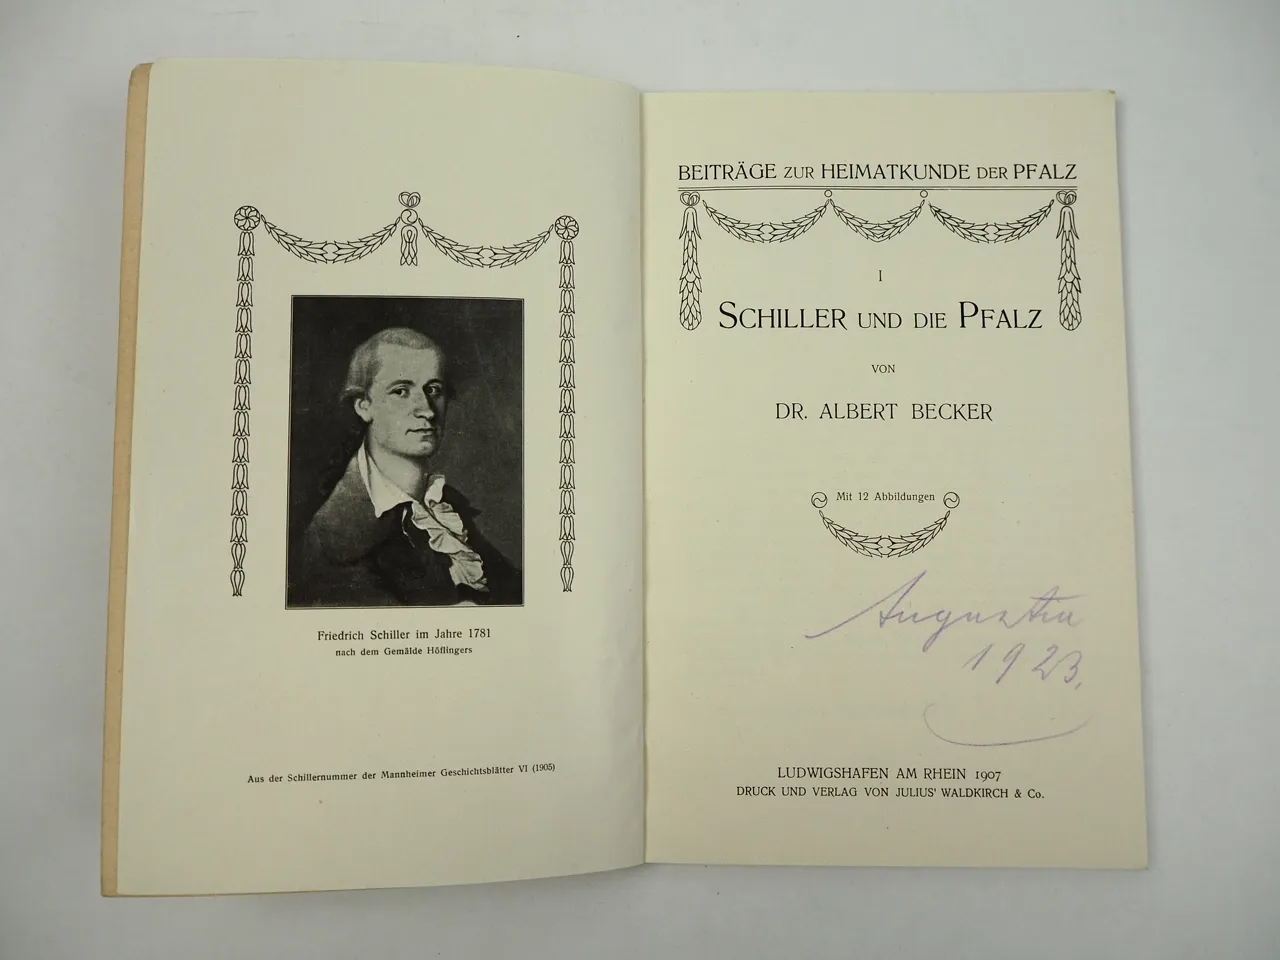 Friedrich Schiller im Jahre 1781
nach dem Gemälde Höflingers
Aus der Schillernummer der Mannheimer Geschichtsblätter VI (1905)
BEITRÄGE ZUR HEIMATKUNDE DER PFALZ
I
SCHILLER UND DIE PFALZ
VON
DR. ALBERT BECKER
Mit 12 Abbildungen
1923.
LUDWIGSHAFEN AM RHEIN 1907
DRUCK UND VERLAG VON JULIUS' WALDKIRCH & Co.